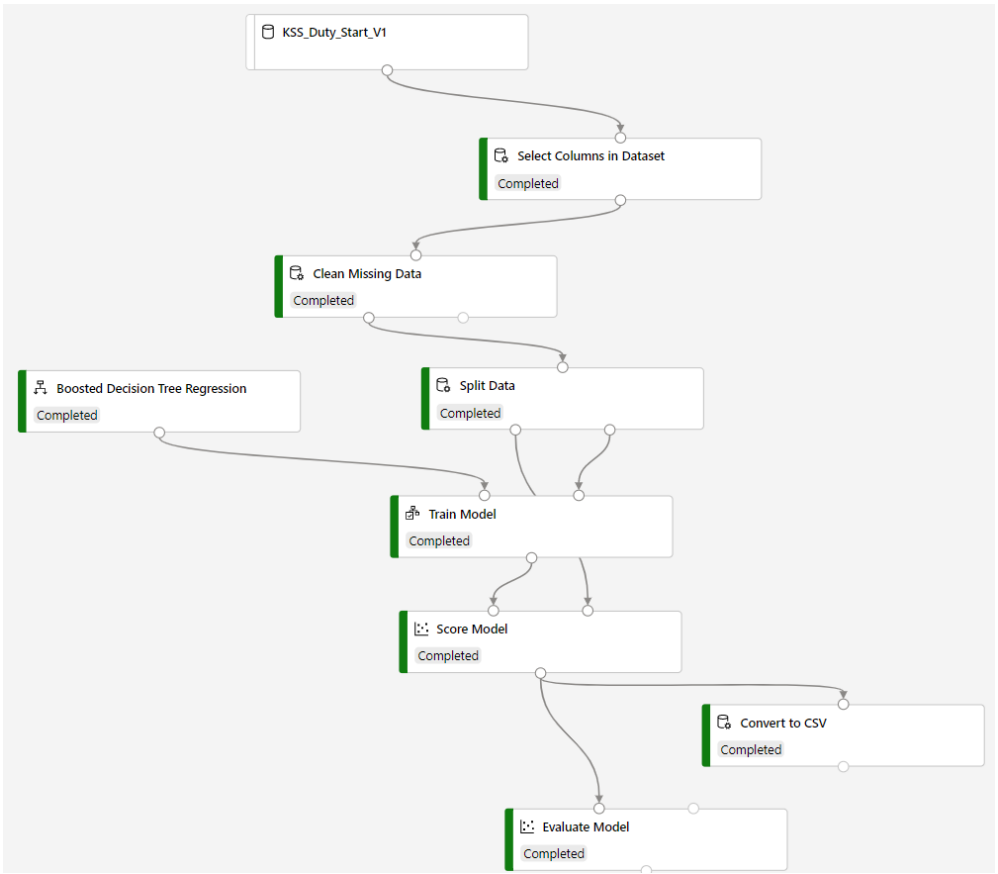 KSS_Duty_Start_V1
Select Columns in Dataset
Completed
Clean Missing Data
Completed
Boosted Decision Tree Regression
Completed
Split Data
Completed
Train Model
Completed
Score Model
Completed
Convert to CSV
Completed
Evaluate Model
Completed